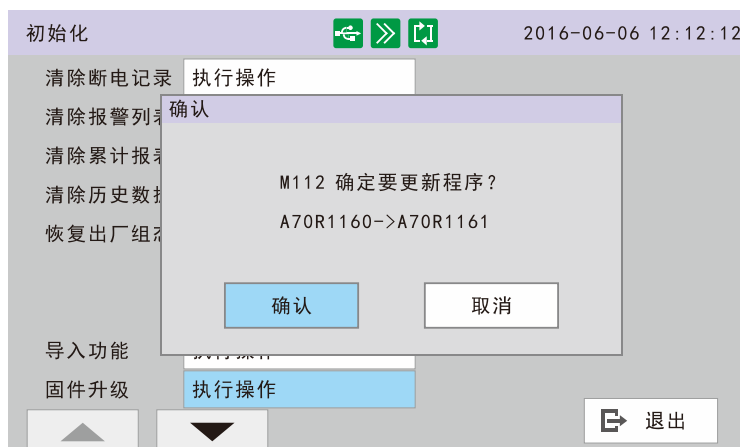 初始化 2016-06-06 12:12:12
清除断电记录 执行操作
清除报警列
确认
清除累计报
清除历史数
恢复出厂组
M112 确定要更新程序?
A70R1160->A70R1161
确认 取消
导入功能
固件升级 执行操作
退出